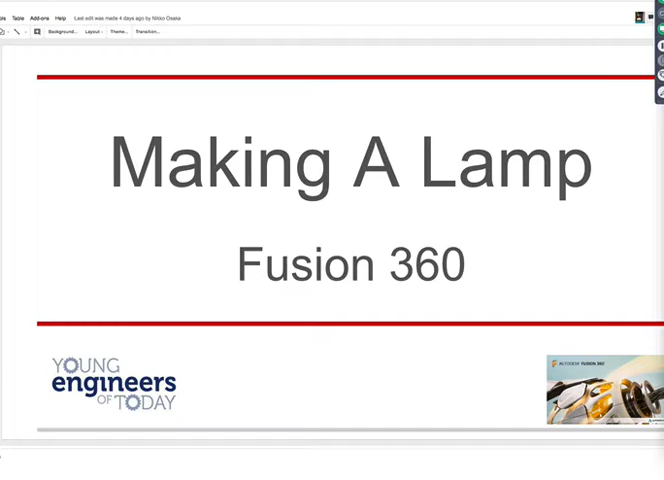 Table Add-ons Help Last edit was made 4 days ago by Nikko Osaka
Background... Layout Theme... Transition...
Making A Lamp
Fusion 360
YOUNG
engineers
OF TODAY
AUTODESK FUSION 360